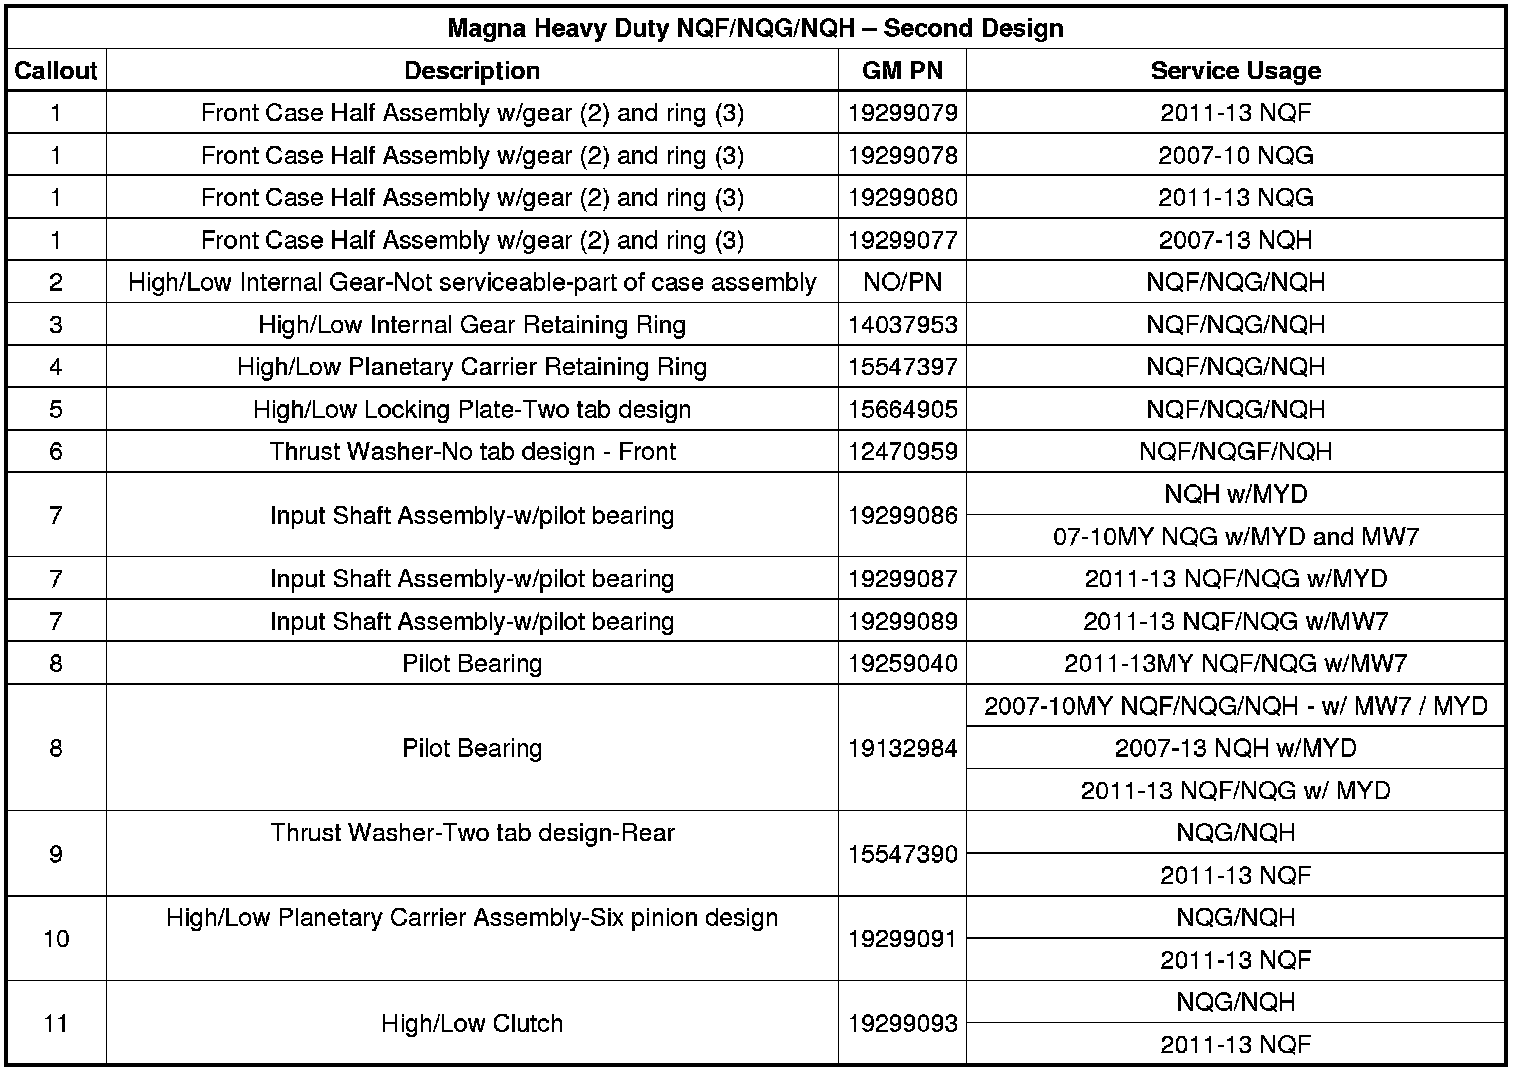 Magna Heavy Duty NQF/NQG/NQH – Second Design
Callout Description GM PN Service Usage
1 Front Case Half Assembly w/gear (2) and ring (3) 19299079 2011-13 NQF
1 Front Case Half Assembly w/gear (2) and ring (3) 19299078 2007-10 NQG
1 Front Case Half Assembly w/gear (2) and ring (3) 19299080 2011-13 NQG
1 Front Case Half Assembly w/gear (2) and ring (3) 19299077 2007-13 NQH
2 High/Low Internal Gear-Not serviceable-part of case assembly NO/PN NQF/NQG/NQH
3 High/Low Internal Gear Retaining Ring 14037953 NQF/NQG/NQH
4 High/Low Planetary Carrier Retaining Ring 15547397 NQF/NQG/NQH
5 High/Low Locking Plate-Two tab design 15664905 NQF/NQG/NQH
6 Thrust Washer-No tab design - Front 12470959 NQF/NQGF/NQH
7 Input Shaft Assembly-w/pilot bearing 19299086 NQH w/MYD
07-10MY NQG w/MYD and MW7
7 Input Shaft Assembly-w/pilot bearing 19299087 2011-13 NQF/NQG w/MYD
7 Input Shaft Assembly-w/pilot bearing 19299089 2011-13 NQF/NQG w/MW7
8 Pilot Bearing 19259040 2011-13MY NQF/NQG w/MW7
8 Pilot Bearing 19132984 2007-10MY NQF/NQG/NQH - w/ MW7 / MYD
2007-13 NQH w/MYD
2011-13 NQF/NQG w/ MYD
9 Thrust Washer-Two tab design-Rear 15547390 NQG/NQH
2011-13 NQF
10 High/Low Planetary Carrier Assembly-Six pinion design 19299091 NQG/NQH
2011-13 NQF
11 High/Low Clutch 19299093 NQG/NQH
2011-13 NQF